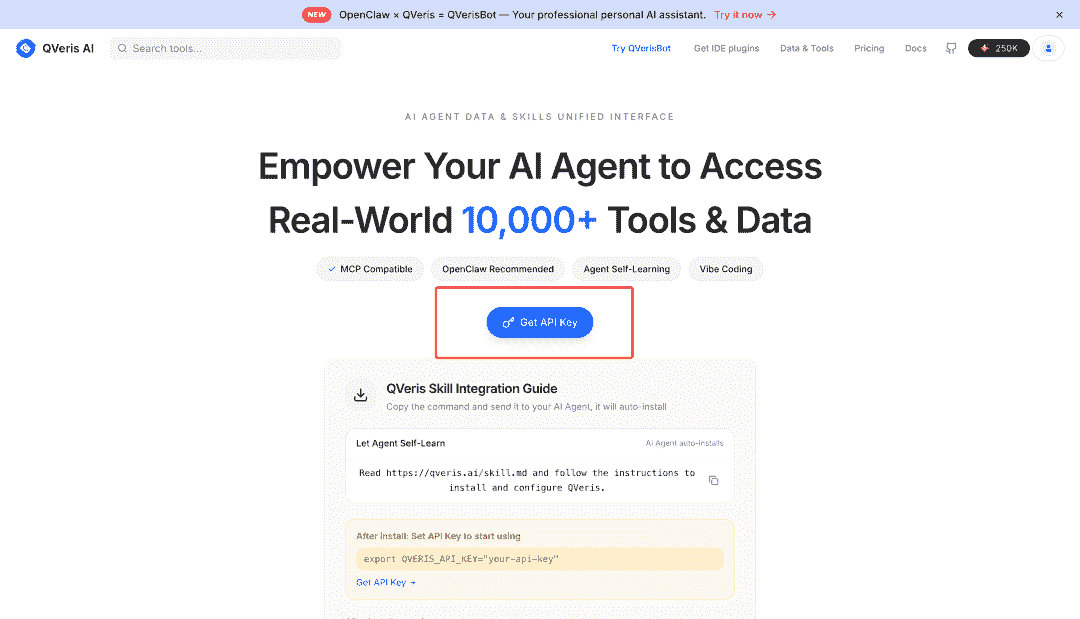 NEW OpenClaw × QVeris = QVerisBot — Your professional personal AI assistant. Try it now →
QVeris AI
Search tools...
Try QVerisBot
Get IDE plugins
Data & Tools
Pricing
Docs
250K
AI AGENT DATA & SKILLS UNIFIED INTERFACE
Empower Your AI Agent to Access
Real-World 10,000+ Tools & Data
MCP Compatible
OpenClaw Recommended
Agent Self-Learning
Vibe Coding
Get API Key
QVeris Skill Integration Guide
Copy the command and send it to your AI Agent, it will auto-install
Let Agent Self-Learn
AI Agent auto-installs
Read https://qveris.ai/skill.md and follow the instructions to
install and configure QVeris.
After install: Set API Key to start using
export QVERIS_API_KEY="your-api-key"
Get API Key →